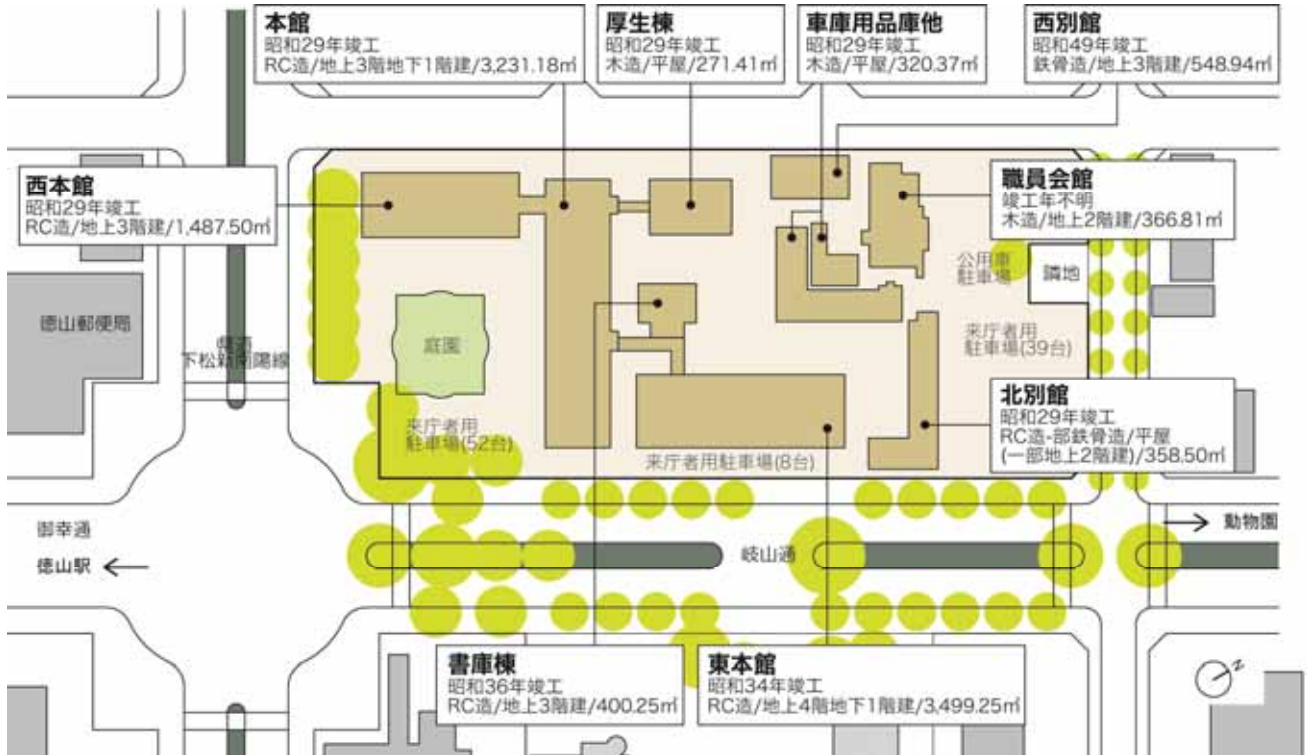 本館
昭和29年竣工
RC造/地上3階地下1階建/3,231.18㎡
厚生棟
昭和29年竣工
木造/平屋/271.41㎡
車庫用品庫他
昭和29年竣工
木造/平屋/320.37㎡
西別館
昭和49年竣工
鉄骨造/地上3階建/548.94㎡
西本館
昭和29年竣工
RC造/地上3階建/1,487.50㎡
職員会館
竣工年不明
木造/地上2階建/366.81㎡
公用車
駐車場
隣地
徳山郵便局
県道
下松新南陽線
庭園
来庁者用
駐車場(39台)
北別館
昭和29年竣工
RC造-部鉄骨造/平屋
(一部地上2階建)/358.50㎡
来庁者用
駐車場(52台)
来庁者用駐車場(8台)
御幸通
徳山駅 ←
岐山通
→ 動物園
書庫棟
昭和36年竣工
RC造/地上3階建/400.25㎡
東本館
昭和34年竣工
RC造/地上4階地下1階建/3,499.25㎡
Z